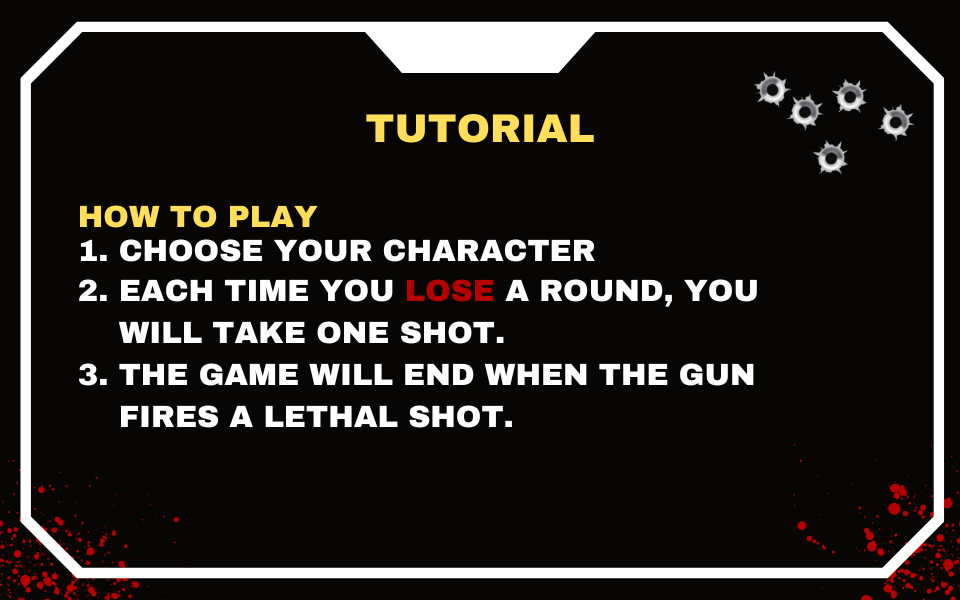 TUTORIAL
HOW TO PLAY
1. CHOOSE YOUR CHARACTER
2. EACH TIME YOU LOSE A ROUND, YOU
WILL TAKE ONE SHOT.
3. THE GAME WILL END WHEN THE GUN
FIRES A LETHAL SHOT.